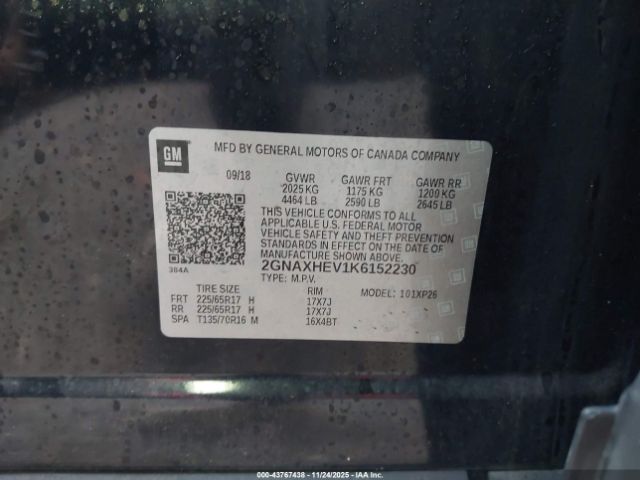 GM
MFD BY GENERAL MOTORS OF CANADA COMPANY
09/18 GVWR GAWR FRT GAWR RR
2025 KG 1175 KG 1200 KG
4464 LB 2590 LB 2645 LB
THIS VEHICLE CONFORMS TO ALL
APPLICABLE U.S. FEDERAL MOTOR
VEHICLE SAFETY AND THEFT PREVENTION
STANDARDS IN EFFECT ON THE DATE OF
MANUFACTURE SHOWN ABOVE.
384A 2GNAXHEV1K6152230
TYPE: M.P.V. MODEL: 101XP26
TIRE SIZE RIM
FRT 225/65R17 H 17X7J
RR 225/65R17 H 17X7J
SPA T135/70R16 M 16X4BT
000-43767438 - 11/24/2025 - IAAI.COM